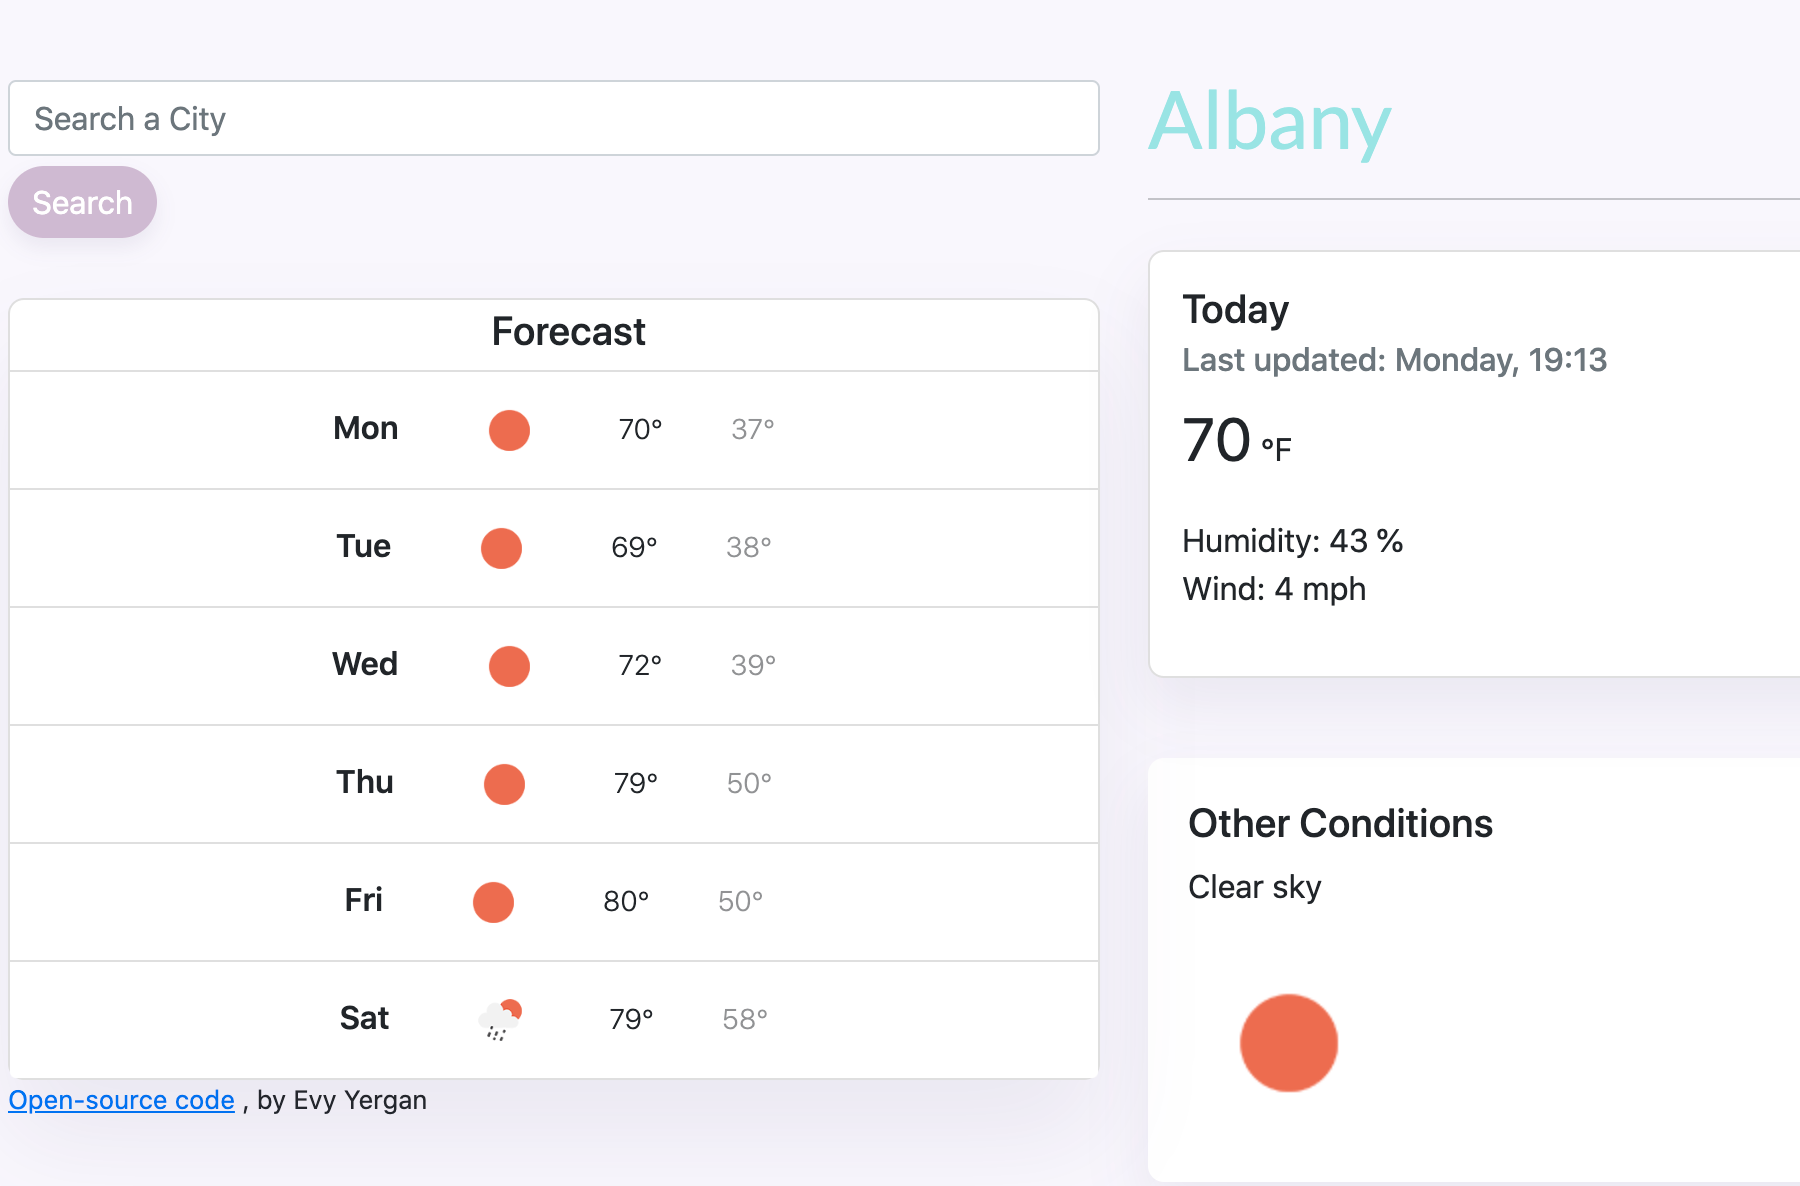 Search a City
Search
Forecast
Mon 70° 37°
Tue 69° 38°
Wed 72° 39°
Thu 79° 50°
Fri 80° 50°
Sat 79° 58°
Open-source code , by Evy Yergan
Albany
Today
Last updated: Monday, 19:13
70 °F
Humidity: 43 %
Wind: 4 mph
Other Conditions
Clear sky